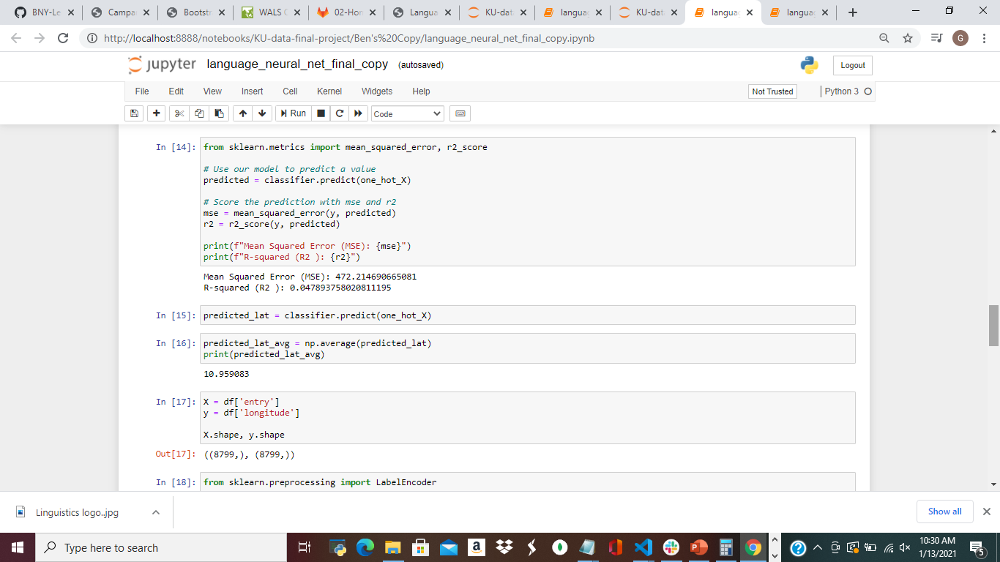 BNY-Le
Campa
Bootst
WALS O
02-Hon
Langua
KU-dat
langua
KU-dat
langua
langua
http://localhost:8888/notebooks/KU-data-final-project/Ben's%20Copy/language_neural_net_final_copy.ipynb
G
jupyter language_neural_net_final_copy (autosaved)
Logout
File Edit View Insert Cell Kernel Widgets Help
Not Trusted
Python 3
Run
Code
In [14]: from sklearn.metrics import mean_squared_error, r2_score
# Use our model to predict a value
predicted = classifier.predict(one_hot_X)
# Score the prediction with mse and r2
mse = mean_squared_error(y, predicted)
r2 = r2_score(y, predicted)
print(f"Mean Squared Error (MSE): {mse}")
print(f"R-squared (R2 ): {r2}")
Mean Squared Error (MSE): 472.214690665081
R-squared (R2 ): 0.047893758020811195
In [15]: predicted_lat = classifier.predict(one_hot_X)
In [16]: predicted_lat_avg = np.average(predicted_lat)
print(predicted_lat_avg)
10.959083
In [17]: X = df['entry']
y = df['longitude']
X.shape, y.shape
Out[17]: ((8799,), (8799,))
In [18]: from sklearn.preprocessing import LabelEncoder
Linguistics logo..jpg
Show all
Type here to search
10:30 AM
1/13/2021
5